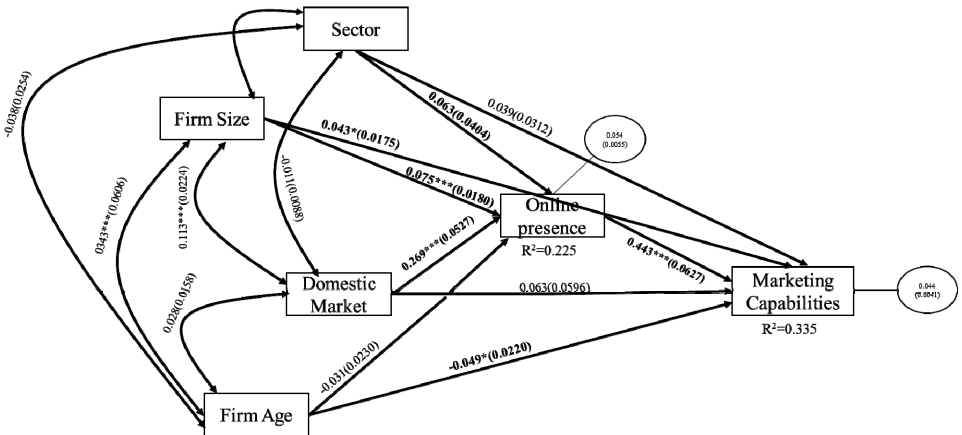 Sector
-0.038(0.0254)
Firm Size
0.063(0.0404)
0.039(0.0312)
0.054
(0.0055)
0.043*(0.0175)
0.075***(0.0180)
-0.011(0.0088)
0343***(0.0606)
0.113***(0.0224)
Online
presence
R²=0.225
0.269***(0.0527)
0.443***(0.0627)
Domestic
Market
0.063(0.0596)
Marketing
Capabilities
R²=0.335
0.044
(0.0041)
0.028(0.0158)
-0.031(0.0230)
-0.049*(0.0220)
Firm Age